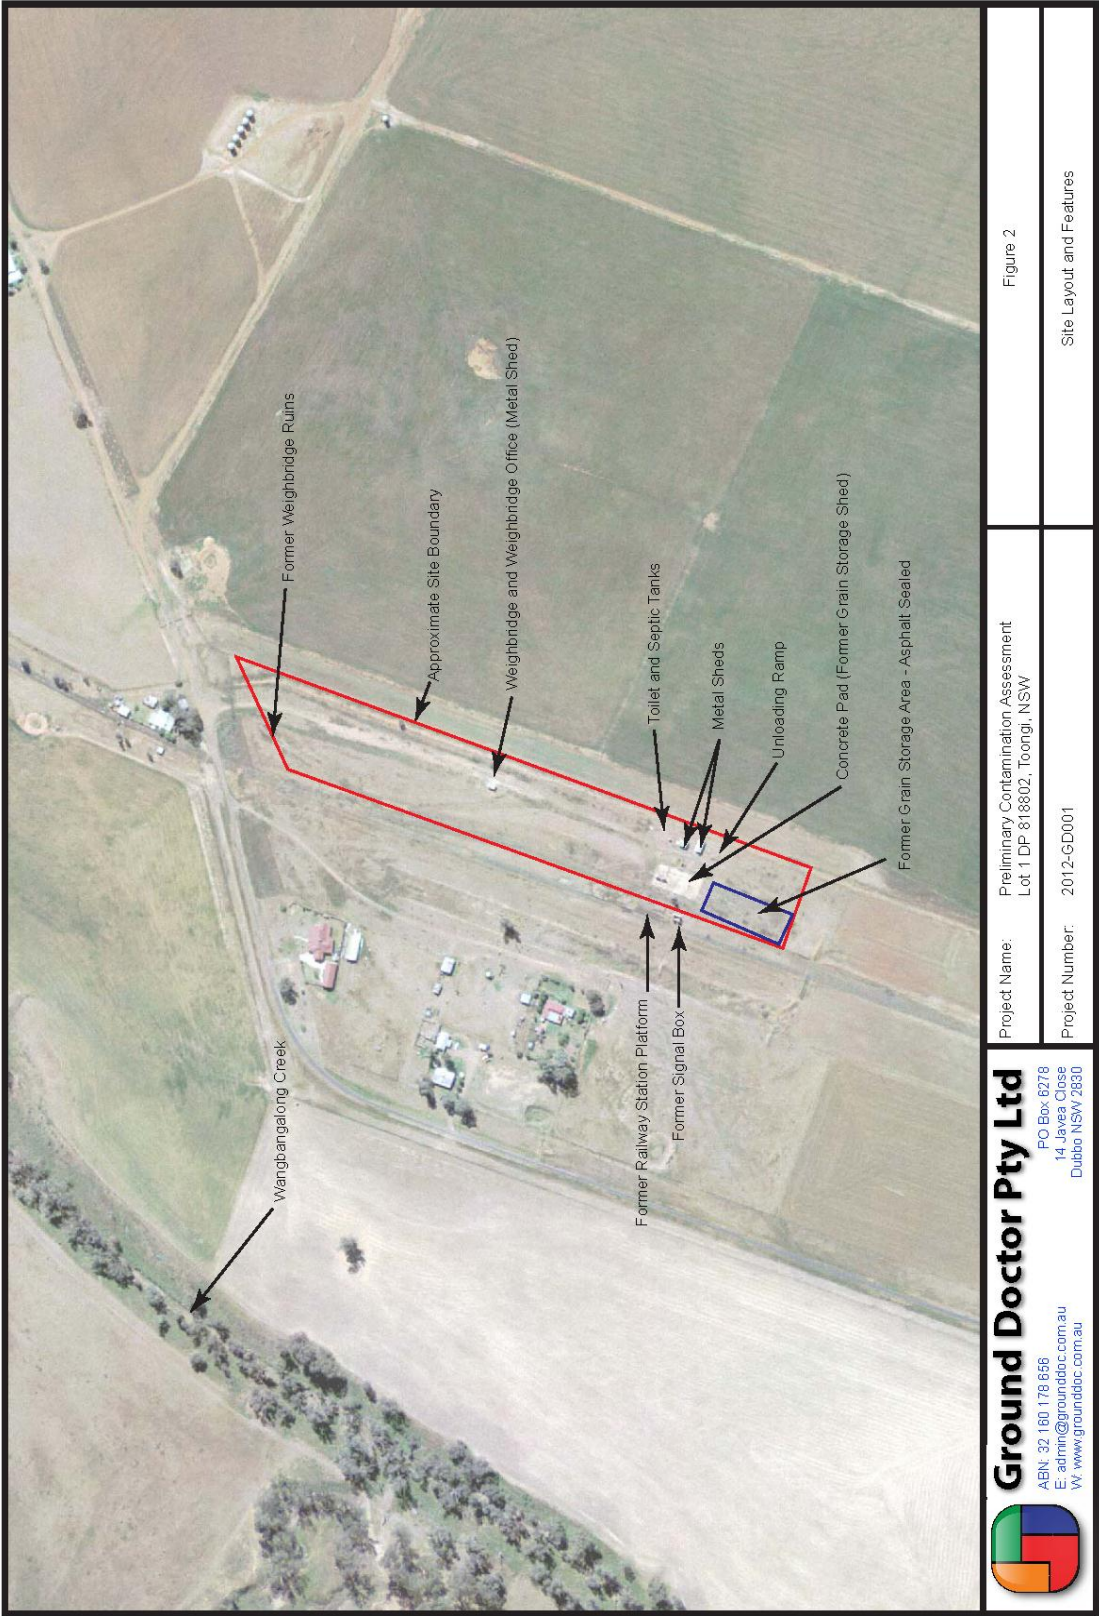 Wangbangalong Creek
Former Weighbridge Ruins
Approximate Site Boundary
Weighbridge and Weighbridge Office (Metal Shed)
Former Railway Station Platform
Toilet and Septic Tanks
Former Signal Box
Metal Sheds
Unloading Ramp
Concrete Pad (Former Grain Storage Shed)
Former Grain Storage Area - Asphalt Sealed
Ground Doctor Pty Ltd
ABN: 32 160 178 656
E: admin@grounddoc.com.au
W: www.grounddoc.com.au
PO Box 6278
14 Javea Close
Dubbo NSW 2830
Project Name:
Preliminary Contamination Assessment
Lot 1 DP 818802, Toongi, NSW
Project Number:
2012-GD001
Figure 2
Site Layout and Features